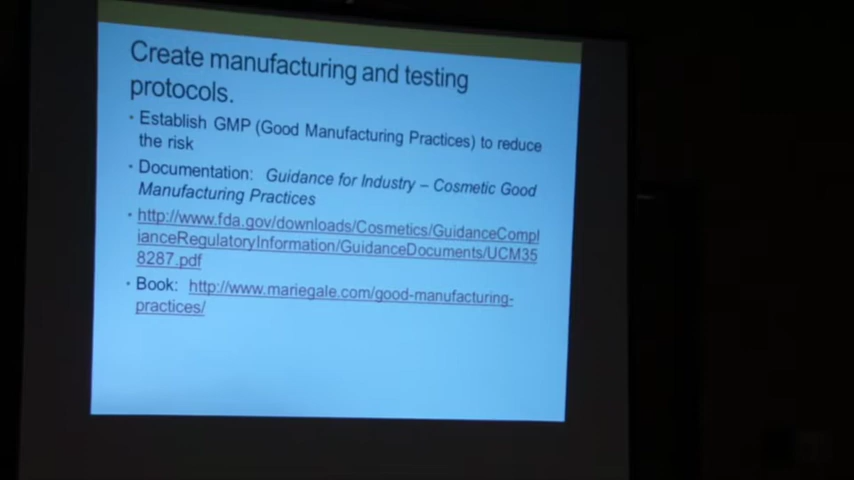 Create manufacturing and testing
protocols.
• Establish GMP (Good Manufacturing Practices) to reduce
the risk
• Documentation: Guidance for Industry – Cosmetic Good
Manufacturing Practices
• http://www.fda.gov/downloads/Cosmetics/GuidanceCompl
ianceRegulatoryInformation/GuidanceDocuments/UCM35
8287.pdf
• Book: http://www.mariegale.com/good-manufacturing-
practices/